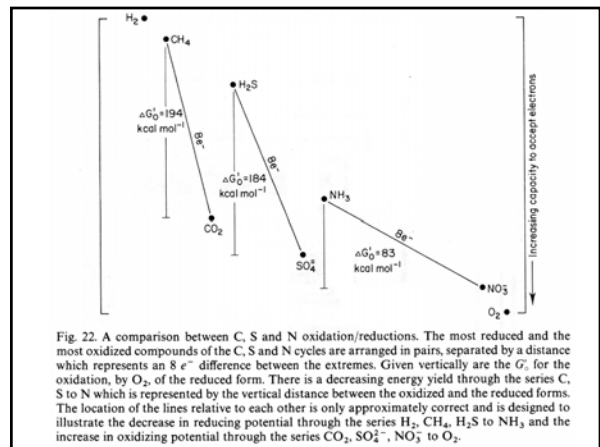 H₂
CH₄
H₂S
ΔG₀'=194
kcal mol⁻¹
8e⁻
ΔG₀'=184
kcal mol⁻¹
8e⁻
NH₃
CO₂
SO₄⁼
8e⁻
ΔG₀'=83
kcal mol⁻¹
NO₃⁻
O₂
Increasing capacity to accept electrons
Fig. 22. A comparison between C, S and N oxidation/reductions. The most reduced and the
most oxidized compounds of the C, S and N cycles are arranged in pairs, separated by a distance
which represents an 8 e⁻ difference between the extremes. Given vertically are the G₀' for the
oxidation, by O₂, of the reduced form. There is a decreasing energy yield through the series C,
S to N which is represented by the vertical distance between the oxidized and the reduced forms.
The location of the lines relative to each other is only approximately correct and is designed to
illustrate the decrease in reducing potential through the series H₂, CH₄, H₂S to NH₃ and the
increase in oxidizing potential through the series CO₂, SO₄²⁻, NO₃⁻ to O₂.